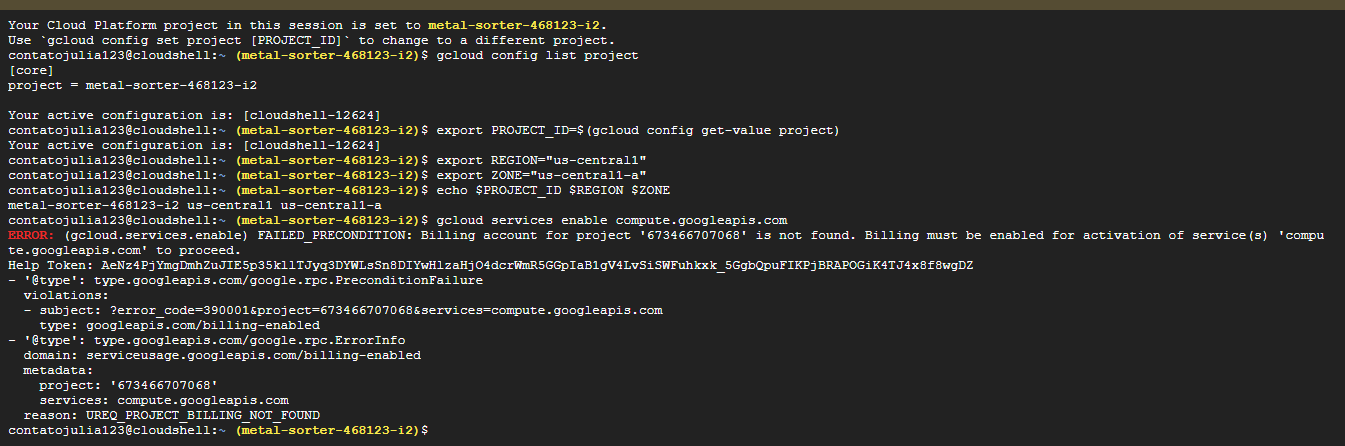 Your Cloud Platform project in this session is set to metal-sorter-468123-i2.
Use `gcloud config set project [PROJECT_ID]` to change to a different project.
contatojulia123@cloudshell:~ (metal-sorter-468123-i2)$ gcloud config list project
[core]
project = metal-sorter-468123-i2

Your active configuration is: [cloudshell-12624]
contatojulia123@cloudshell:~ (metal-sorter-468123-i2)$ export PROJECT_ID=$(gcloud config get-value project)
Your active configuration is: [cloudshell-12624]
contatojulia123@cloudshell:~ (metal-sorter-468123-i2)$ export REGION="us-central1"
contatojulia123@cloudshell:~ (metal-sorter-468123-i2)$ export ZONE="us-central1-a"
contatojulia123@cloudshell:~ (metal-sorter-468123-i2)$ echo $PROJECT_ID $REGION $ZONE
metal-sorter-468123-i2 us-central1 us-central1-a
contatojulia123@cloudshell:~ (metal-sorter-468123-i2)$ gcloud services enable compute.googleapis.com
ERROR: (gcloud.services.enable) FAILED_PRECONDITION: Billing account for project '673466707068' is not found. Billing must be enabled for activation of service(s) 'compu
te.googleapis.com' to proceed.
Help Token: AeNz4PjYmgDmhZuJIE5p35kllTJyq3DYWLsSn8DIYwHlzaHjO4dcrWmR5GGpIaB1gV4LvSiSWFuhkxk_5GgbQpuFIKPjBRAPOGiK4TJ4x8f8wgDZ
- '@type': type.googleapis.com/google.rpc.PreconditionFailure
  violations:
  - subject: ?error_code=390001&project=673466707068&services=compute.googleapis.com
    type: googleapis.com/billing-enabled
- '@type': type.googleapis.com/google.rpc.ErrorInfo
  domain: serviceusage.googleapis.com/billing-enabled
  metadata:
    project: '673466707068'
    services: compute.googleapis.com
  reason: UREQ_PROJECT_BILLING_NOT_FOUND
contatojulia123@cloudshell:~ (metal-sorter-468123-i2)$